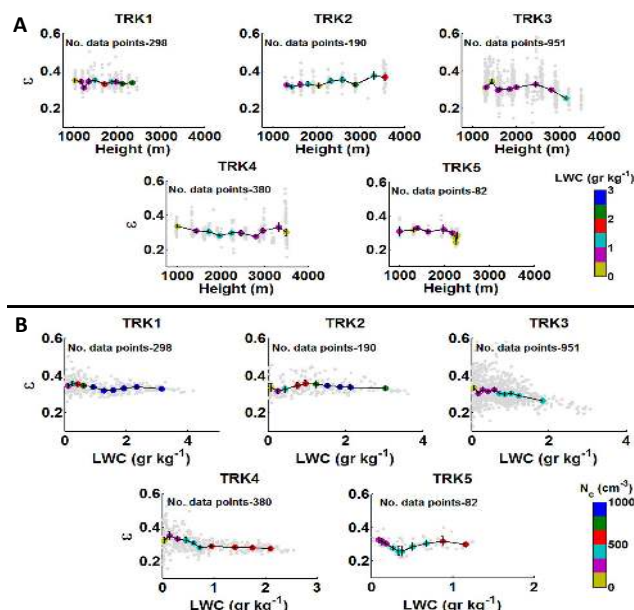 A
TRK1
TRK2
TRK3
No. data points-298
No. data points-190
No. data points-951
0.6
0.4
0.2
ε
1000 2000 3000 4000
Height (m)
0.6
0.4
0.2
1000 2000 3000 4000
Height (m)
0.6
0.4
0.2
1000 2000 3000 4000
Height (m)
TRK4
TRK5
No. data points-380
No. data points-82
0.6
0.4
0.2
ε
1000 2000 3000 4000
Height (m)
0.6
0.4
0.2
1000 2000 3000 4000
Height (m)
LWC (gr kg⁻¹)
3
2
1
0
B
TRK1
TRK2
TRK3
No. data points-298
No. data points-190
No. data points-951
0.6
0.4
0.2
ε
0 2 4
LWC (gr kg⁻¹)
0.6
0.4
0.2
0 2 4
LWC (gr kg⁻¹)
0.6
0.4
0.2
0 2 4
LWC (gr kg⁻¹)
TRK4
TRK5
No. data points-380
No. data points-82
0.6
0.4
0.2
ε
0 1 2 3
LWC (gr kg⁻¹)
0.6
0.4
0.2
0 1 2
LWC (gr kg⁻¹)
(cm⁻³)
1000
500
0